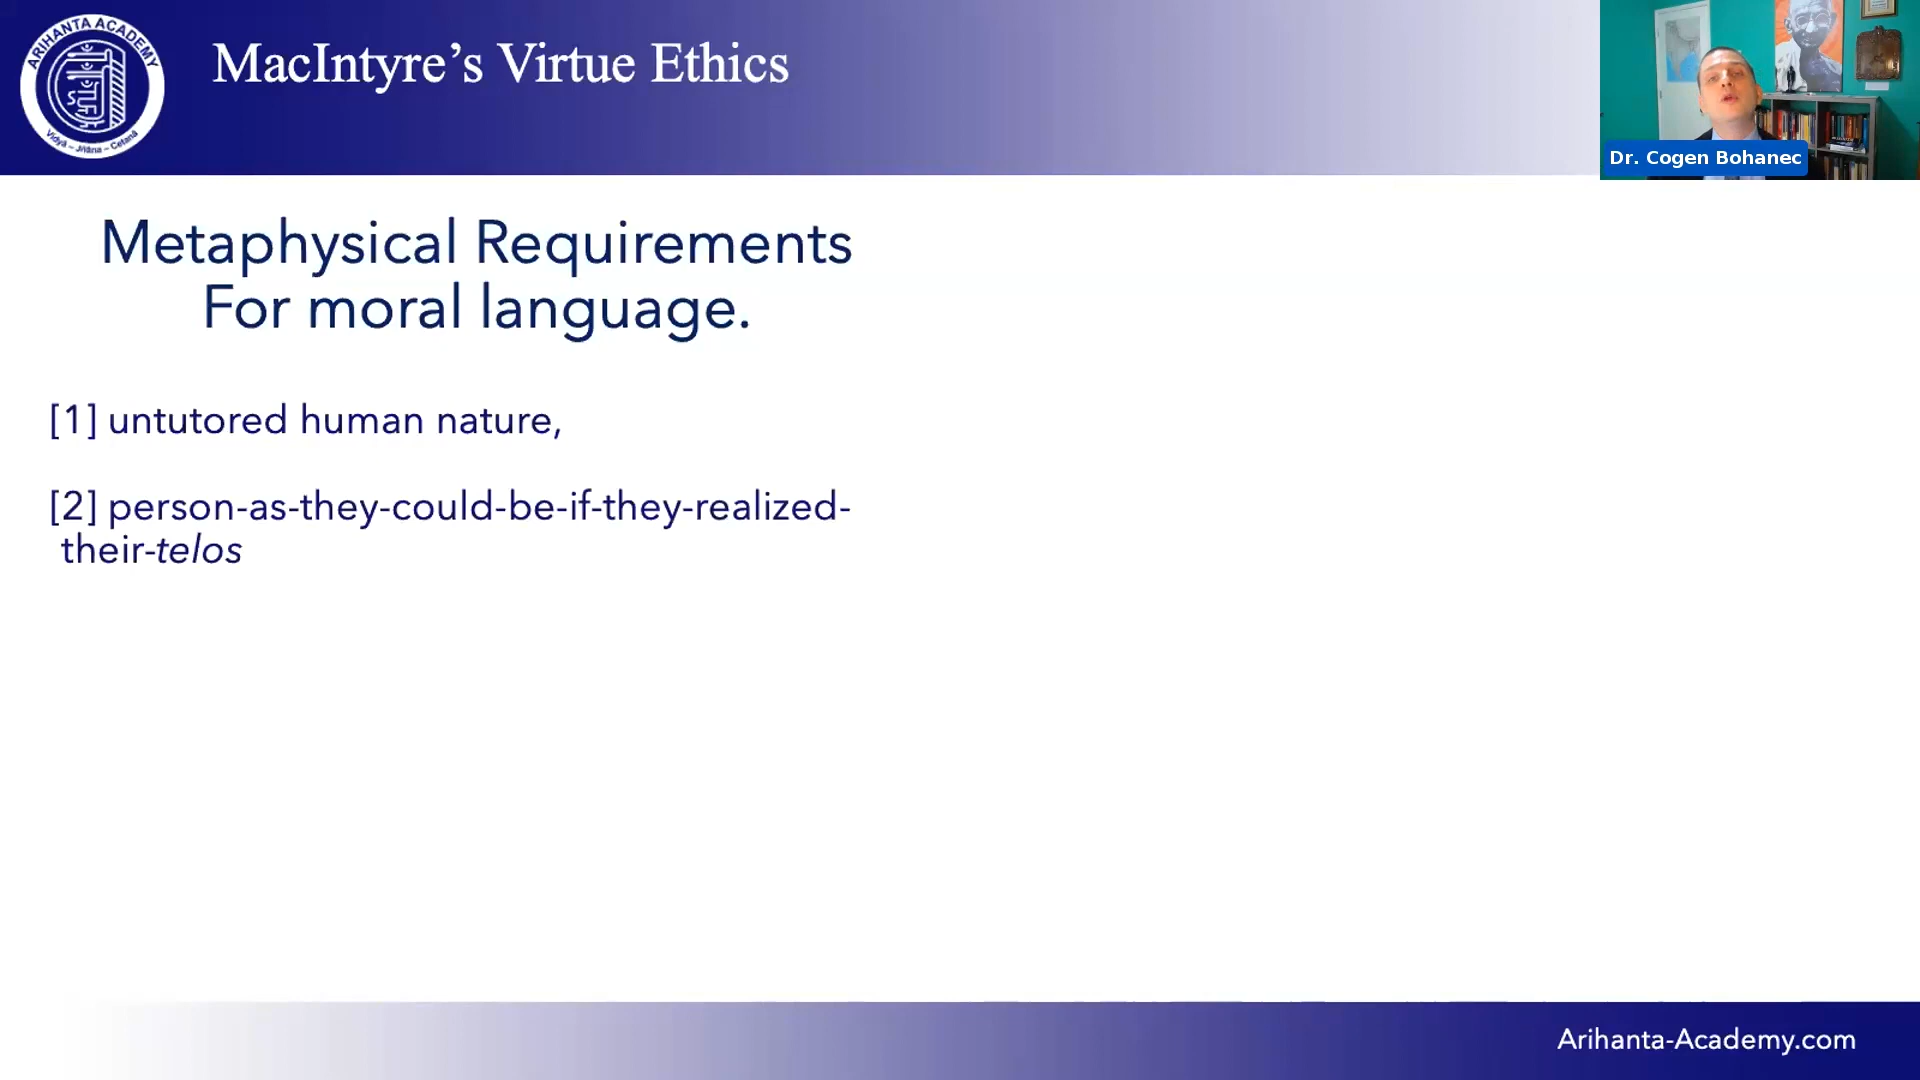 ARIHANTA ACADEMY
Vidyā – Jñāna – Cetanā
MacIntyre’s Virtue Ethics
Dr. Cogen Bohanec
Metaphysical Requirements
For moral language.
[1] untutored human nature,
[2] person-as-they-could-be-if-they-realized-
their-telos
Arihanta-Academy.com